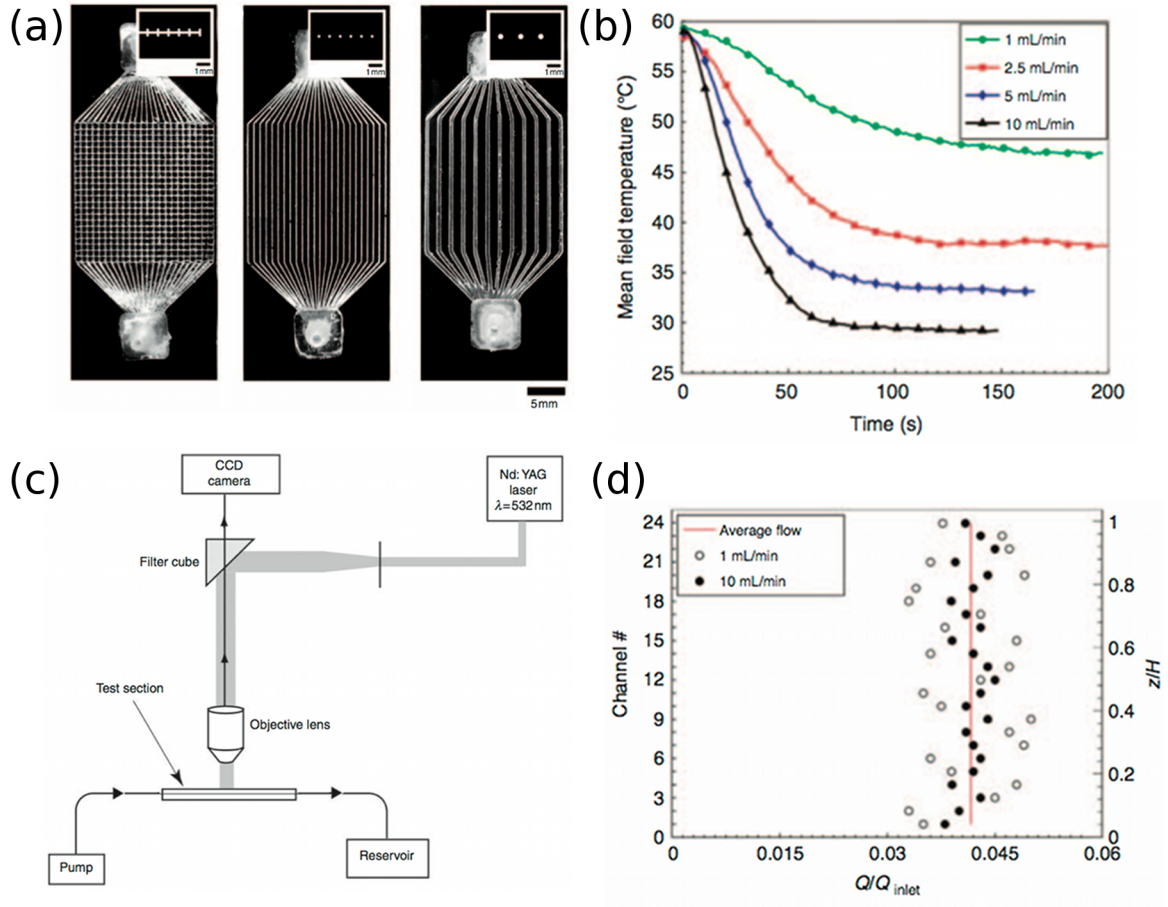 (a)
1mm
1mm
1mm
5mm
(b)
60
55
50
45
40
35
30
25
Mean field temperature (°C)
0
50
100
150
200
Time (s)
1 mL/min
2.5 mL/min
5 mL/min
10 mL/min
(c)
CCD
camera
Nd: YAG
laser
λ=532nm
Filter cube
Test section
Objective lens
Pump
Reservoir
(d)
24
21
18
15
12
9
6
3
0
Channel #
Average flow
1 mL/min
10 mL/min
1
0.8
0.6
0.4
0.2
0
z/H
0
0.015
0.03
0.045
0.06
Q/Q inlet